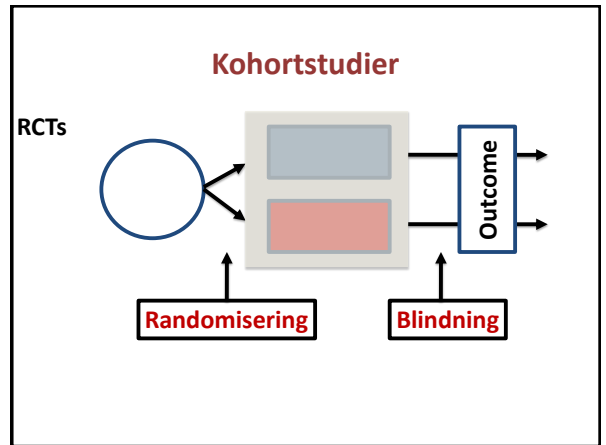 Kohortstudier
RCTs
Outcome
Randomisering
Blindning